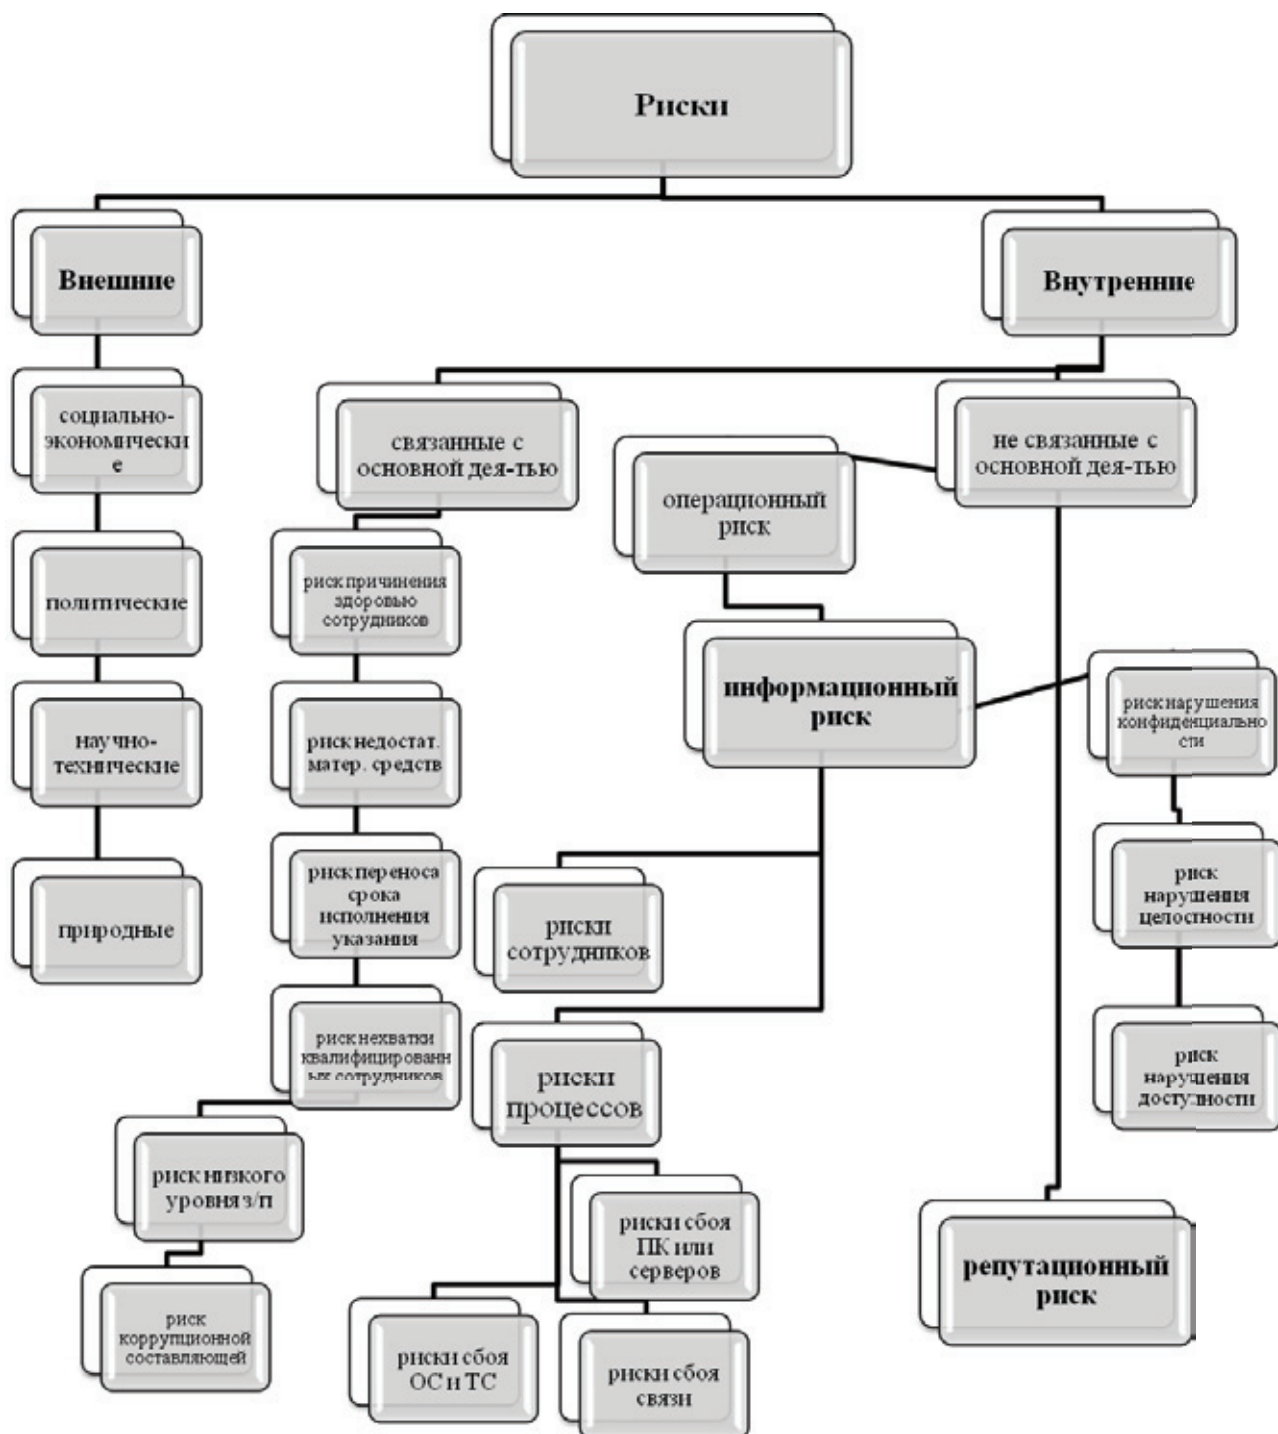 Риски
Внешние
Внутренние
социально-
экономически
е
политические
научно-
технические
природные
связанные с
основной дея-тью
не связанные с
основной дея-тью
операционный
риск
риск причинения
здоровью
сотрудников
риск недостат.
матер. средств
риск переноса
срока
исполнения
указания
риск нехватки
квалифицированн
ых сотрудников
риск низкого
уровня з/п
риск
коррупционной
составляющей
информационный
риск
риск нарушения
конфиденциально
сти
риск
нарушения
целостности
риск
нарушения
доступности
риски
сотрудников
риски
процессов
риски сбоя
ПК или
серверов
риски сбоя
ОС и ТС
риски сбоя
связи
репутационный
риск